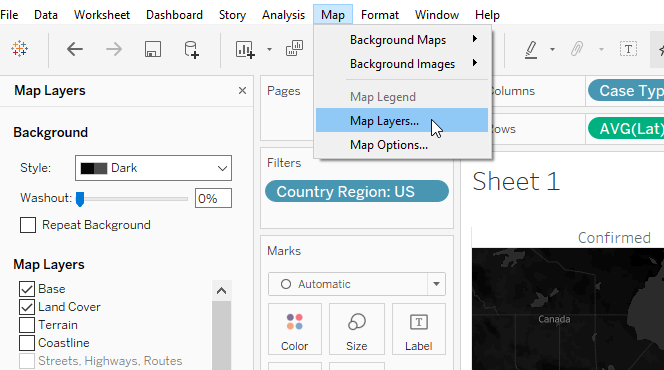 File Data Worksheet Dashboard Story Analysis Map Format Window Help
Background Maps
Background Images
Map Legend
Map Layers...
Map Options...
Map Layers
Background
Style: Dark
Washout: 0%
Repeat Background
Map Layers
Base
Land Cover
Terrain
Coastline
Streets, Highways, Routes
Pages
Filters
Country Region: US
Marks
Automatic
Color Size Label
T
T
Columns Case Typ
Rows AVG(Lat)
Sheet 1
Confirmed
Canada